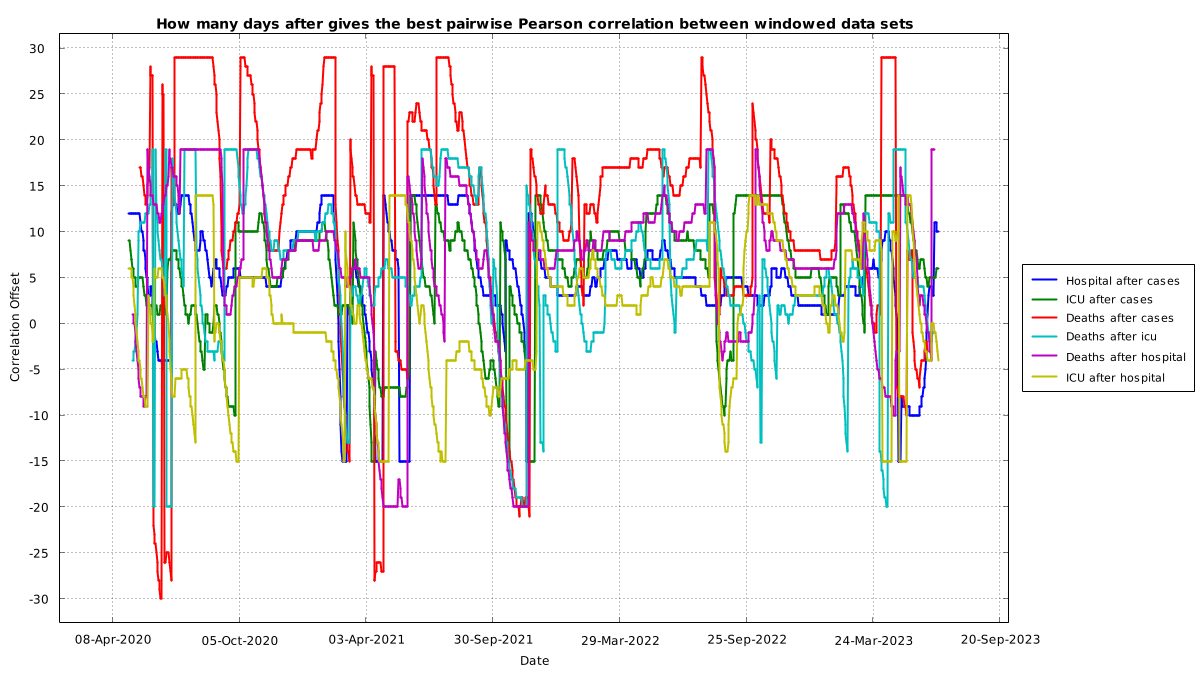 How many days after gives the best pairwise Pearson correlation between windowed data sets
30
25
20
15
10
5
0
-5
-10
-15
-20
-25
-30
Correlation Offset
08-Apr-2020
05-Oct-2020
03-Apr-2021
30-Sep-2021
29-Mar-2022
25-Sep-2022
24-Mar-2023
20-Sep-2023
Date
Hospital after cases
ICU after cases
Deaths after cases
Deaths after icu
Deaths after hospital
ICU after hospital